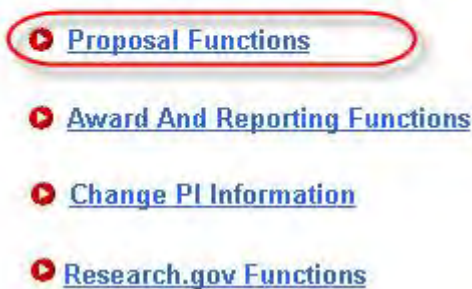 Proposal Functions
Award And Reporting Functions
Change PI Information
Research.gov Functions